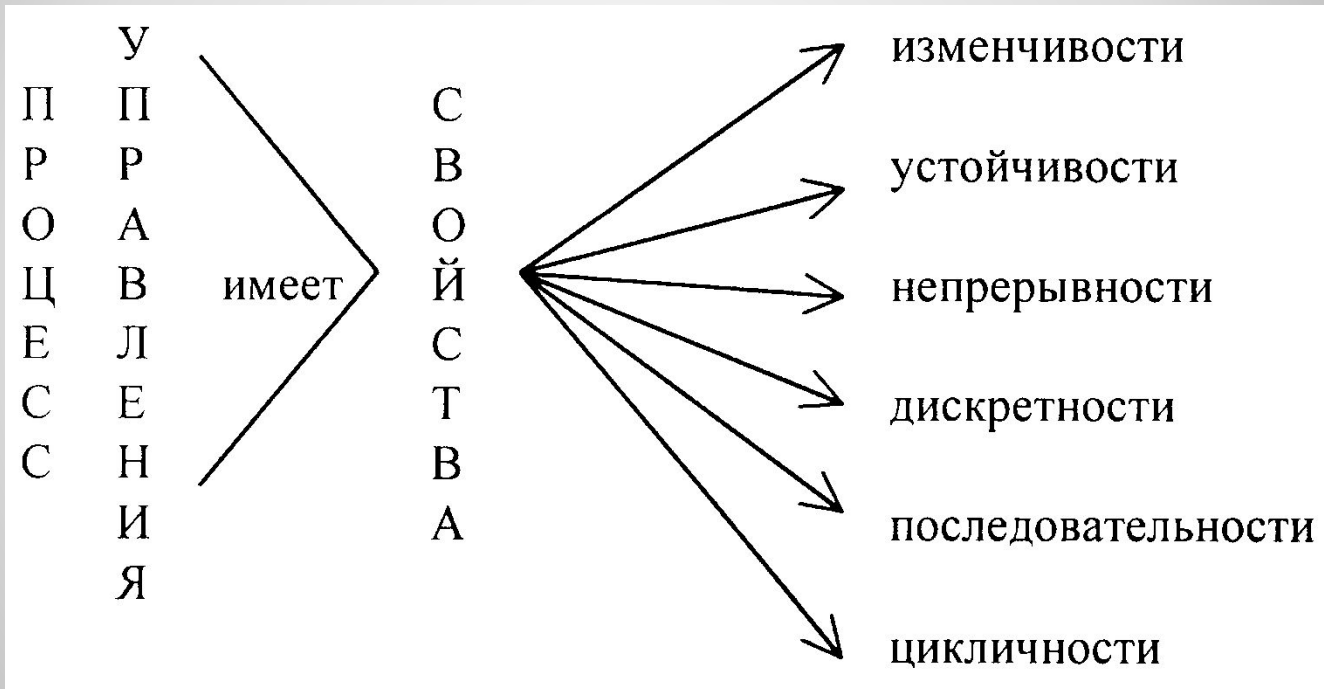 ПРОЦЕСС
УПРАВЛЕНИЯ
имеет
СВОЙСТВА
изменчивости
устойчивости
непрерывности
дискретности
последовательности
цикличности